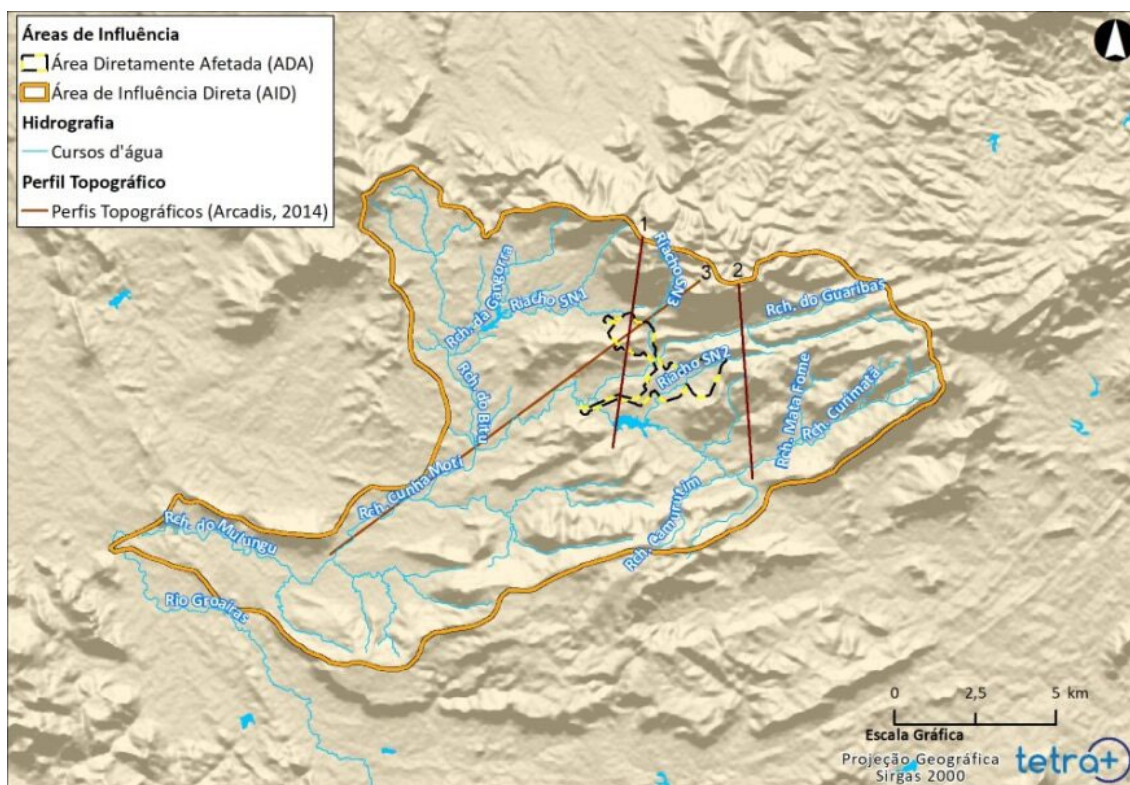 Áreas de Influência
Área Diretamente Afetada (ADA)
Área de Influência Direta (AID)
Hidrografia
Cursos d'água
Perfil Topográfico
Perfis Topográficos (Arcadis, 2014)
1
3
2
Riacho SN3
Rch. da Gangorra
Riacho SN1
Rch. do Guaribas
Riacho SN2
Rch. do Bitu
Rch. Mata Fome
Rch. Curimatá
Rch. Cunha Moti
Rch. Camurutim
Rch. do Mulungu
Rio Groaíras
0 2,5 5 km
Escala Gráfica
Projeção Geográfica
Sirgas 2000
tetra+